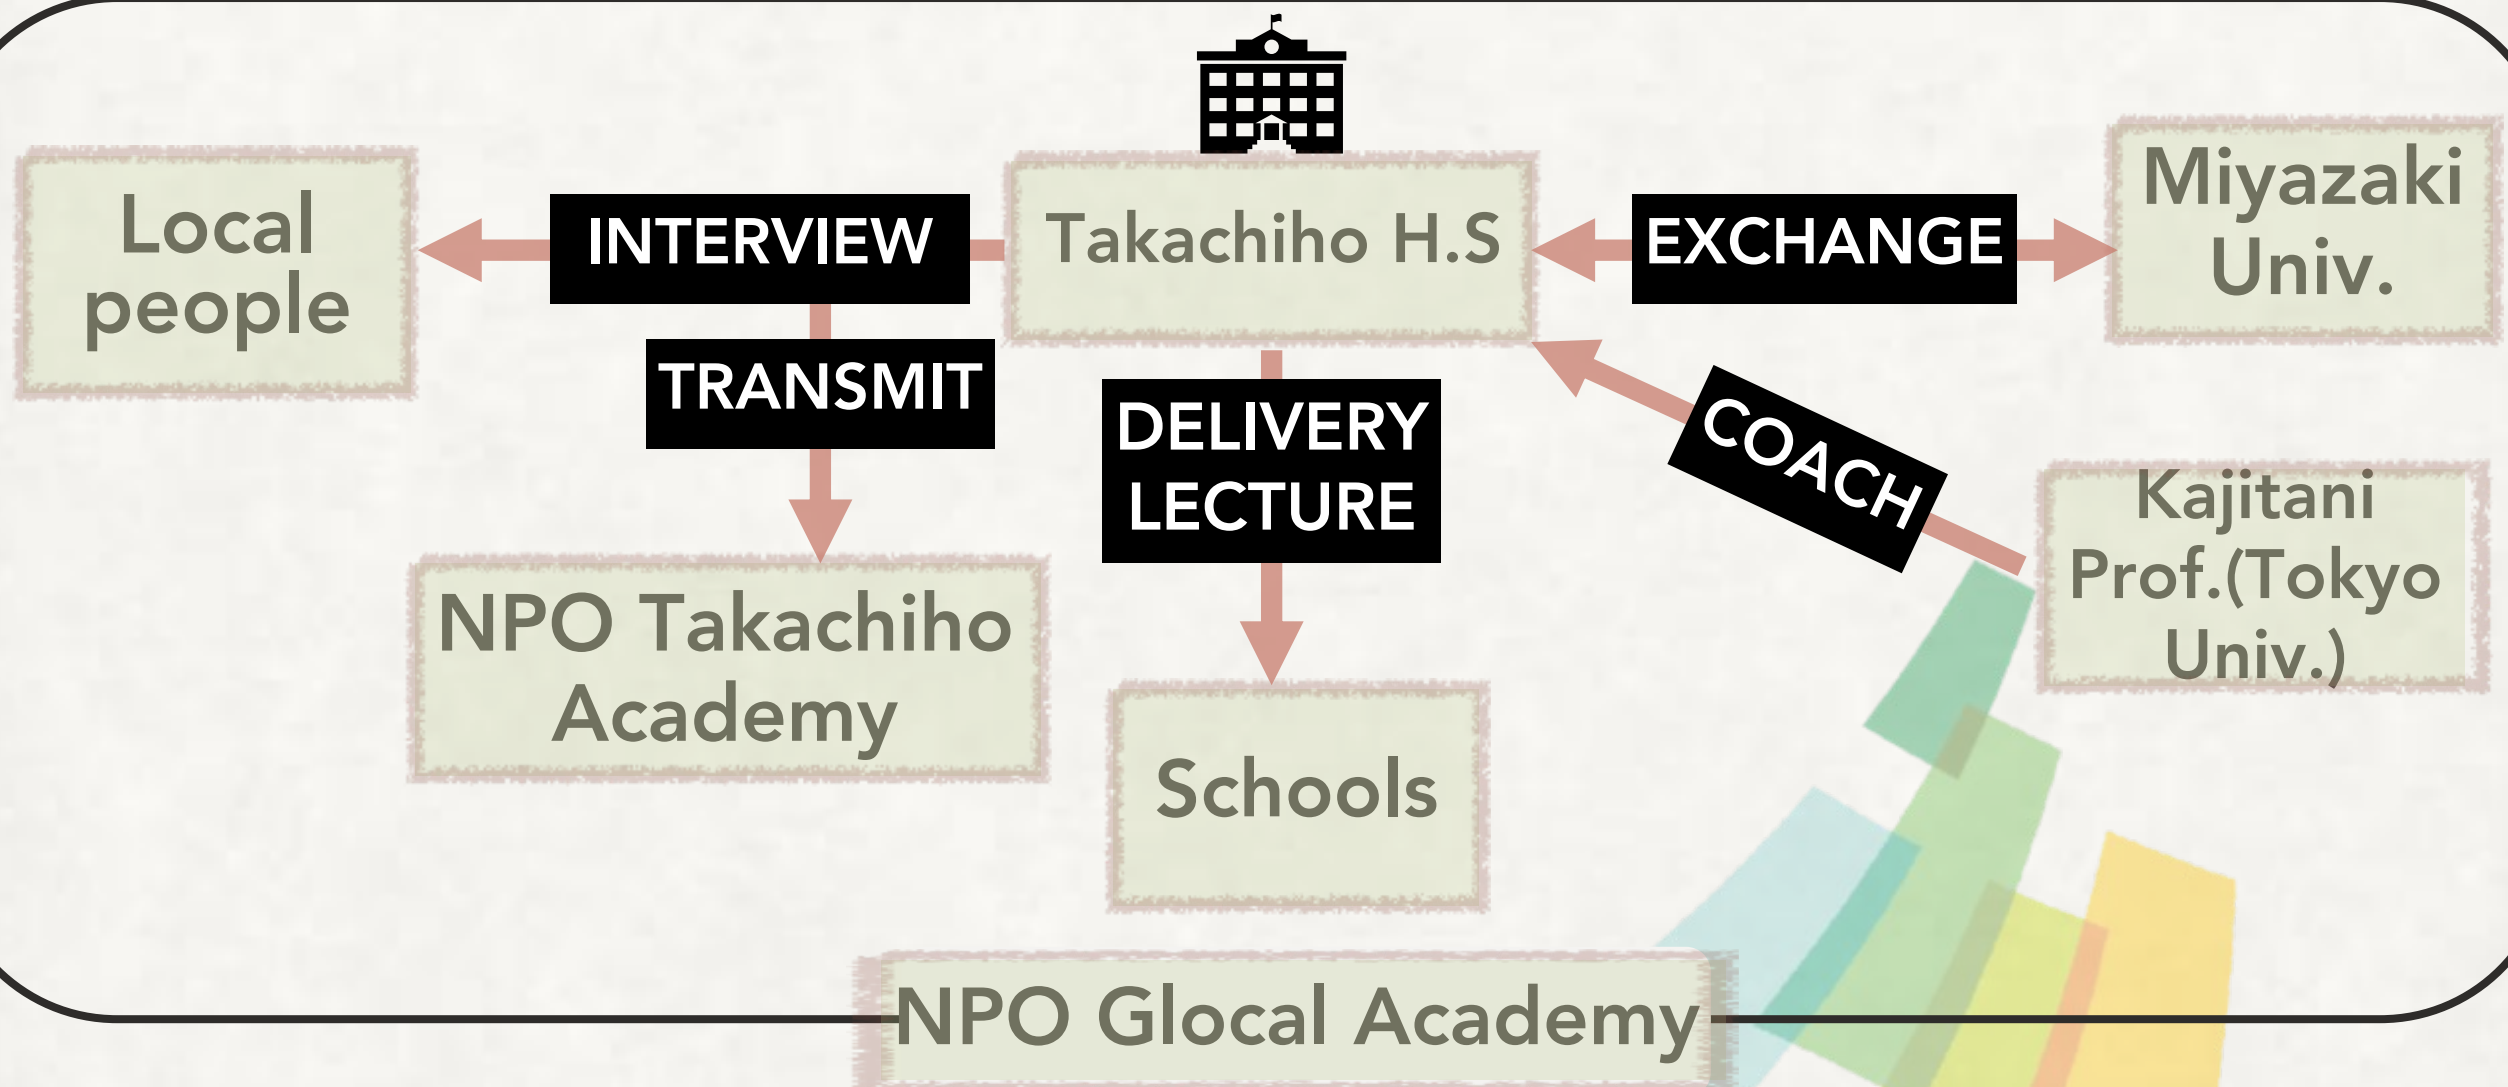 Local
people
INTERVIEW
Takachiho H.S
EXCHANGE
Miyazaki
Univ.
TRANSMIT
DELIVERY
LECTURE
COACH
Kajitani
Prof.(Tokyo
Univ.)
NPO Takachiho
Academy
Schools
NPO Glocal Academy